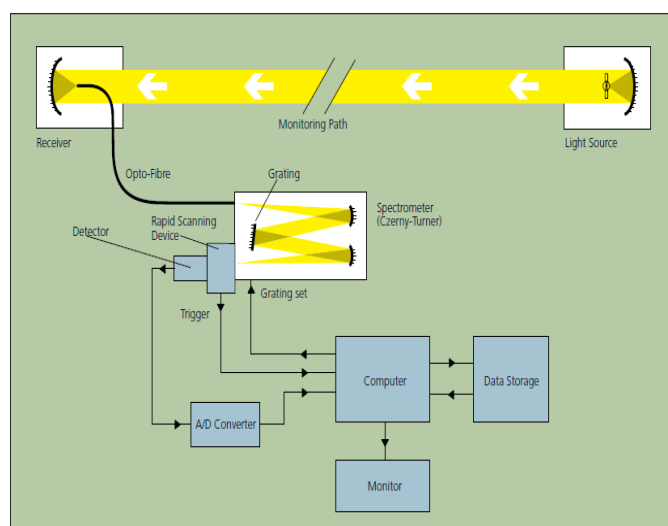 Monitoring Path
Receiver
Light Source
Opto-Fibre
Grating
Spectrometer
(Czerny-Turner)
Rapid Scanning
Device
Detector
Grating set
Trigger
Computer
Data Storage
A/D Converter
Monitor